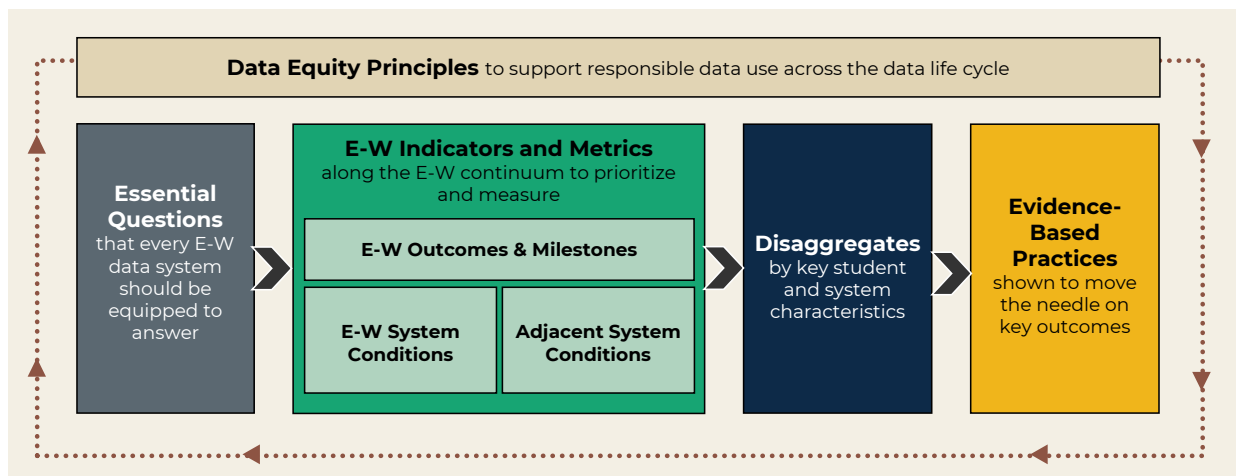 Data Equity Principles to support responsible data use across the data life cycle
Essential
Questions
that every E-W
data system
should be
equipped to
answer
E-W Indicators and Metrics
along the E-W continuum to prioritize
and measure
E-W Outcomes & Milestones
E-W System
Conditions
Adjacent System
Conditions
Disaggregates
by key student
and system
characteristics
Evidence-
Based
Practices
shown to move
the needle on
key outcomes